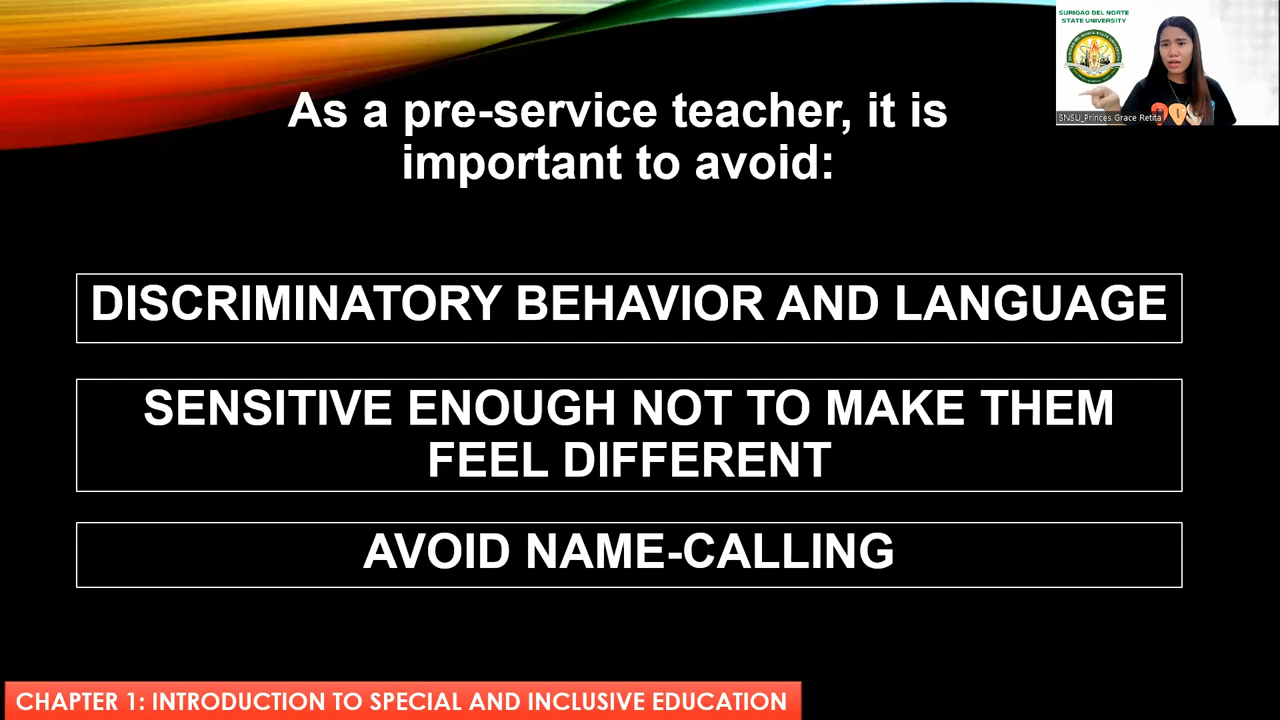 SURIGAO DEL NORTE
STATE UNIVERSITY
SNSU_Princes Grace Retita
As a pre-service teacher, it is
important to avoid:
DISCRIMINATORY BEHAVIOR AND LANGUAGE
SENSITIVE ENOUGH NOT TO MAKE THEM
FEEL DIFFERENT
AVOID NAME-CALLING
CHAPTER 1: INTRODUCTION TO SPECIAL AND INCLUSIVE EDUCATION